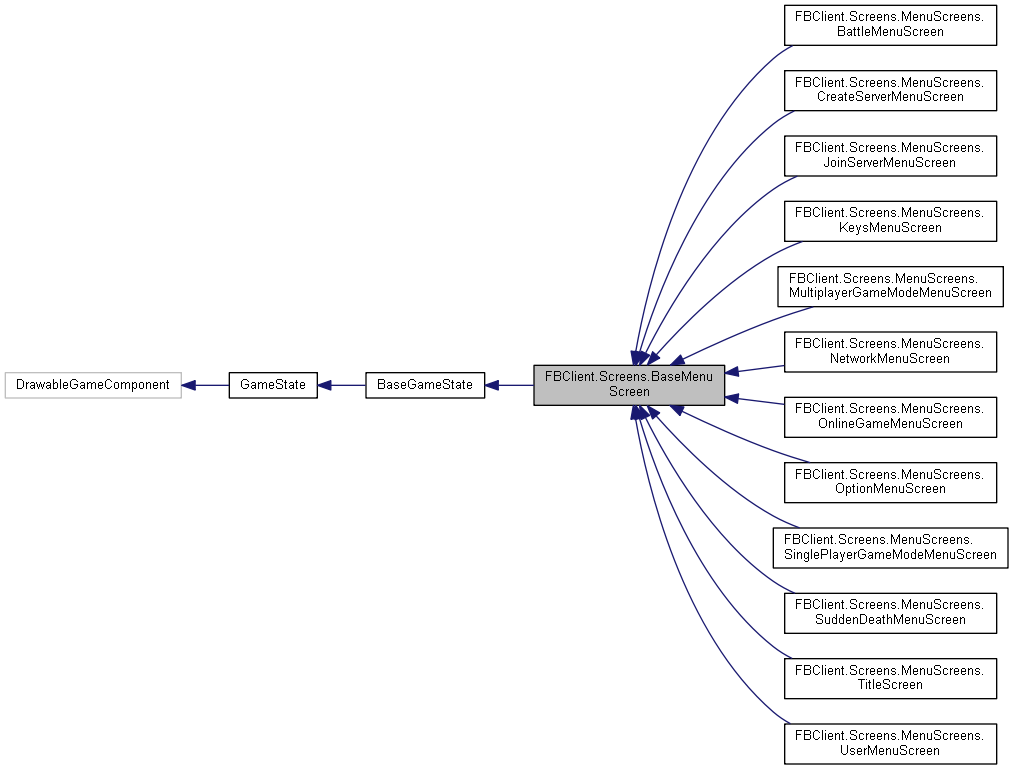 FBClient.Screens.MenuScreens.
BattleMenuScreen
FBClient.Screens.MenuScreens.
CreateServerMenuScreen
FBClient.Screens.MenuScreens.
JoinServerMenuScreen
FBClient.Screens.MenuScreens.
KeysMenuScreen
FBClient.Screens.MenuScreens.
MultiplayerGameModeMenuScreen
FBClient.Screens.MenuScreens.
NetworkMenuScreen
DrawableGameComponent
GameState
BaseGameState
FBClient.Screens.BaseMenu
Screen
FBClient.Screens.MenuScreens.
OnlineGameMenuScreen
FBClient.Screens.MenuScreens.
OptionMenuScreen
FBClient.Screens.MenuScreens.
SinglePlayerGameModeMenuScreen
FBClient.Screens.MenuScreens.
SuddenDeathMenuScreen
FBClient.Screens.MenuScreens.
TitleScreen
FBClient.Screens.MenuScreens.
UserMenuScreen